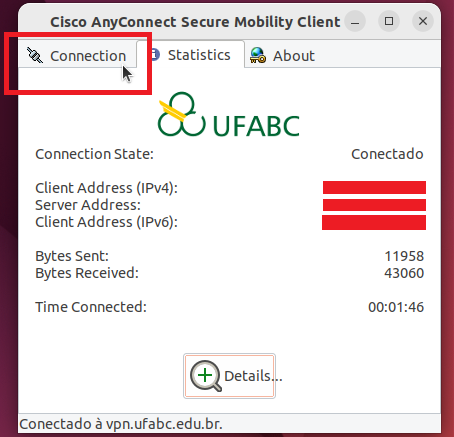 Cisco AnyConnect Secure Mobility Client
Connection Statistics About
UFABC
Connection State: Conectado
Client Address (IPv4):
Server Address:
Client Address (IPv6):
Bytes Sent: 11958
Bytes Received: 43060
Time Connected: 00:01:46
Details...
Conectado à vpn.ufabc.edu.br.